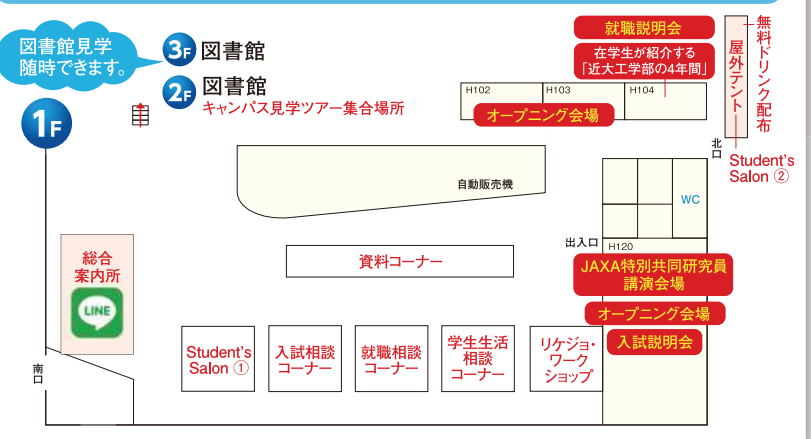 図書館見学
随時できます。
3F 図書館
2F 図書館
キャンパス見学ツアー集合場所
1F
就職説明会
在学生が紹介する
「近大工学部の4年間」
H102
H103
H104
オープニング会場
屋外テント
無料ドリンク配布
北口
Student's
Salon ②
自動販売機
WC
出入口
H120
JAXA特別共同研究員
講演会場
オープニング会場
入試説明会
資料コーナー
総合
案内所
LINE
南口
Student's
Salon ①
入試相談
コーナー
就職相談
コーナー
学生生活
相談
コーナー
リケジョ・
ワーク
ショップ